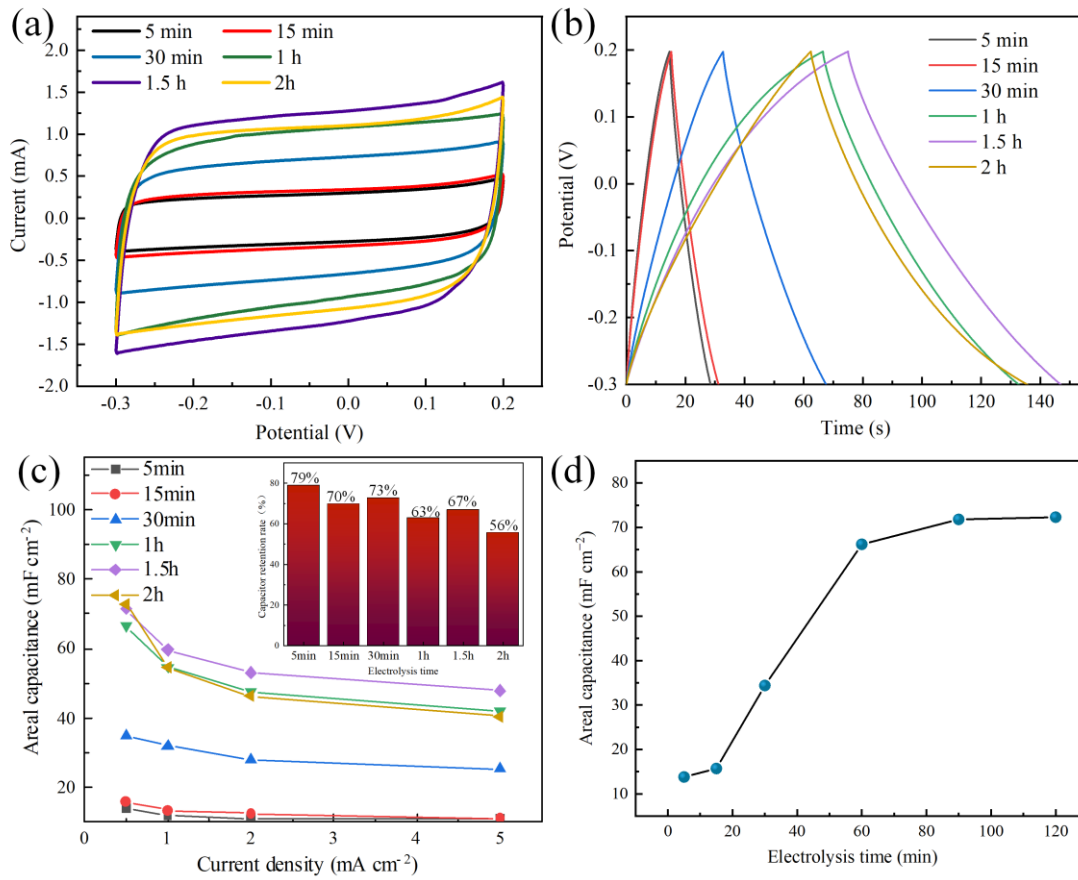 (a)
5 min
15 min
30 min
1 h
1.5 h
2h
2.0
1.5
1.0
0.5
0.0
-0.5
-1.0
-1.5
-2.0
Current (mA)
-0.3
-0.2
-0.1
0.0
0.1
0.2
Potential (V)
(b)
5 min
15 min
30 min
1 h
1.5 h
2 h
0.2
0.1
0.0
-0.1
-0.2
-0.3
Potential (V)
0
20
40
60
80
100
120
140
Time (s)
(c)
5min
15min
30min
1h
1.5h
2h
100
80
60
40
20
Areal capacitance (mF cm⁻²)
0
1
2
3
4
5
Current density (mA cm⁻²)
79%
70%
73%
63%
67%
56%
80
60
40
20
0
Capacitor retention rate (%)
5min
15min
30min
1h
1.5h
2h
Electrolysis time
(d)
80
70
60
50
40
30
20
10
Areal capacitance (mF cm⁻²)
0
20
40
60
80
100
120
Electrolysis time (min)